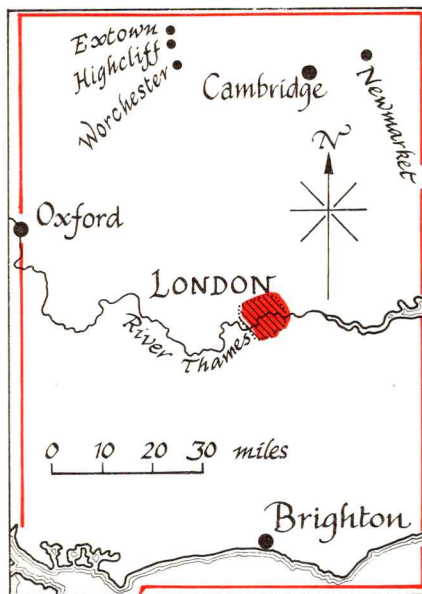 Extown
Highcliff
Worchester
Cambridge
Newmarket
N
Oxford
LONDON
River Thames
0 10 20 30 miles
Brighton